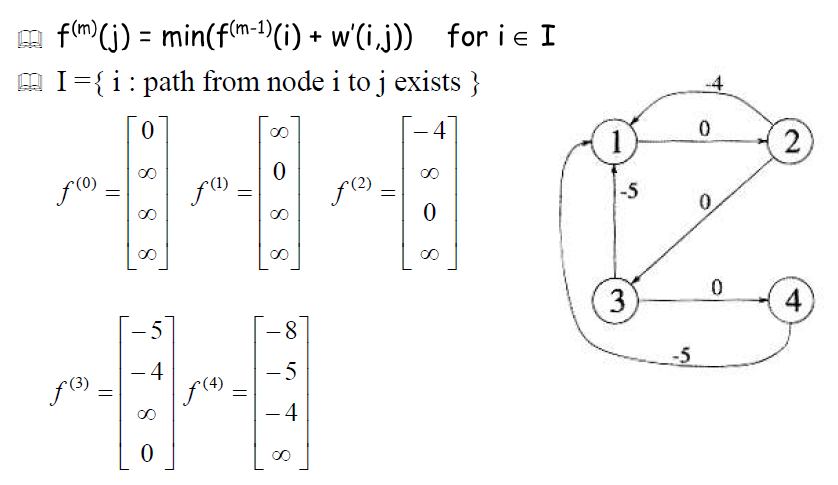 f(m)(j) = min(f(m-1)(i) + w'(i,j)) for i ∈ I
I ={ i : path from node i to j exists }
f(0) = [0 ∞ ∞ ∞] f(1) = [∞ 0 ∞ ∞] f(2) = [-4 ∞ 0 ∞]
f(3) = [-5 -4 ∞ 0] f(4) = [-8 -5 -4 ∞]
-4
1 0 2
-5 0
3 0 4
-5